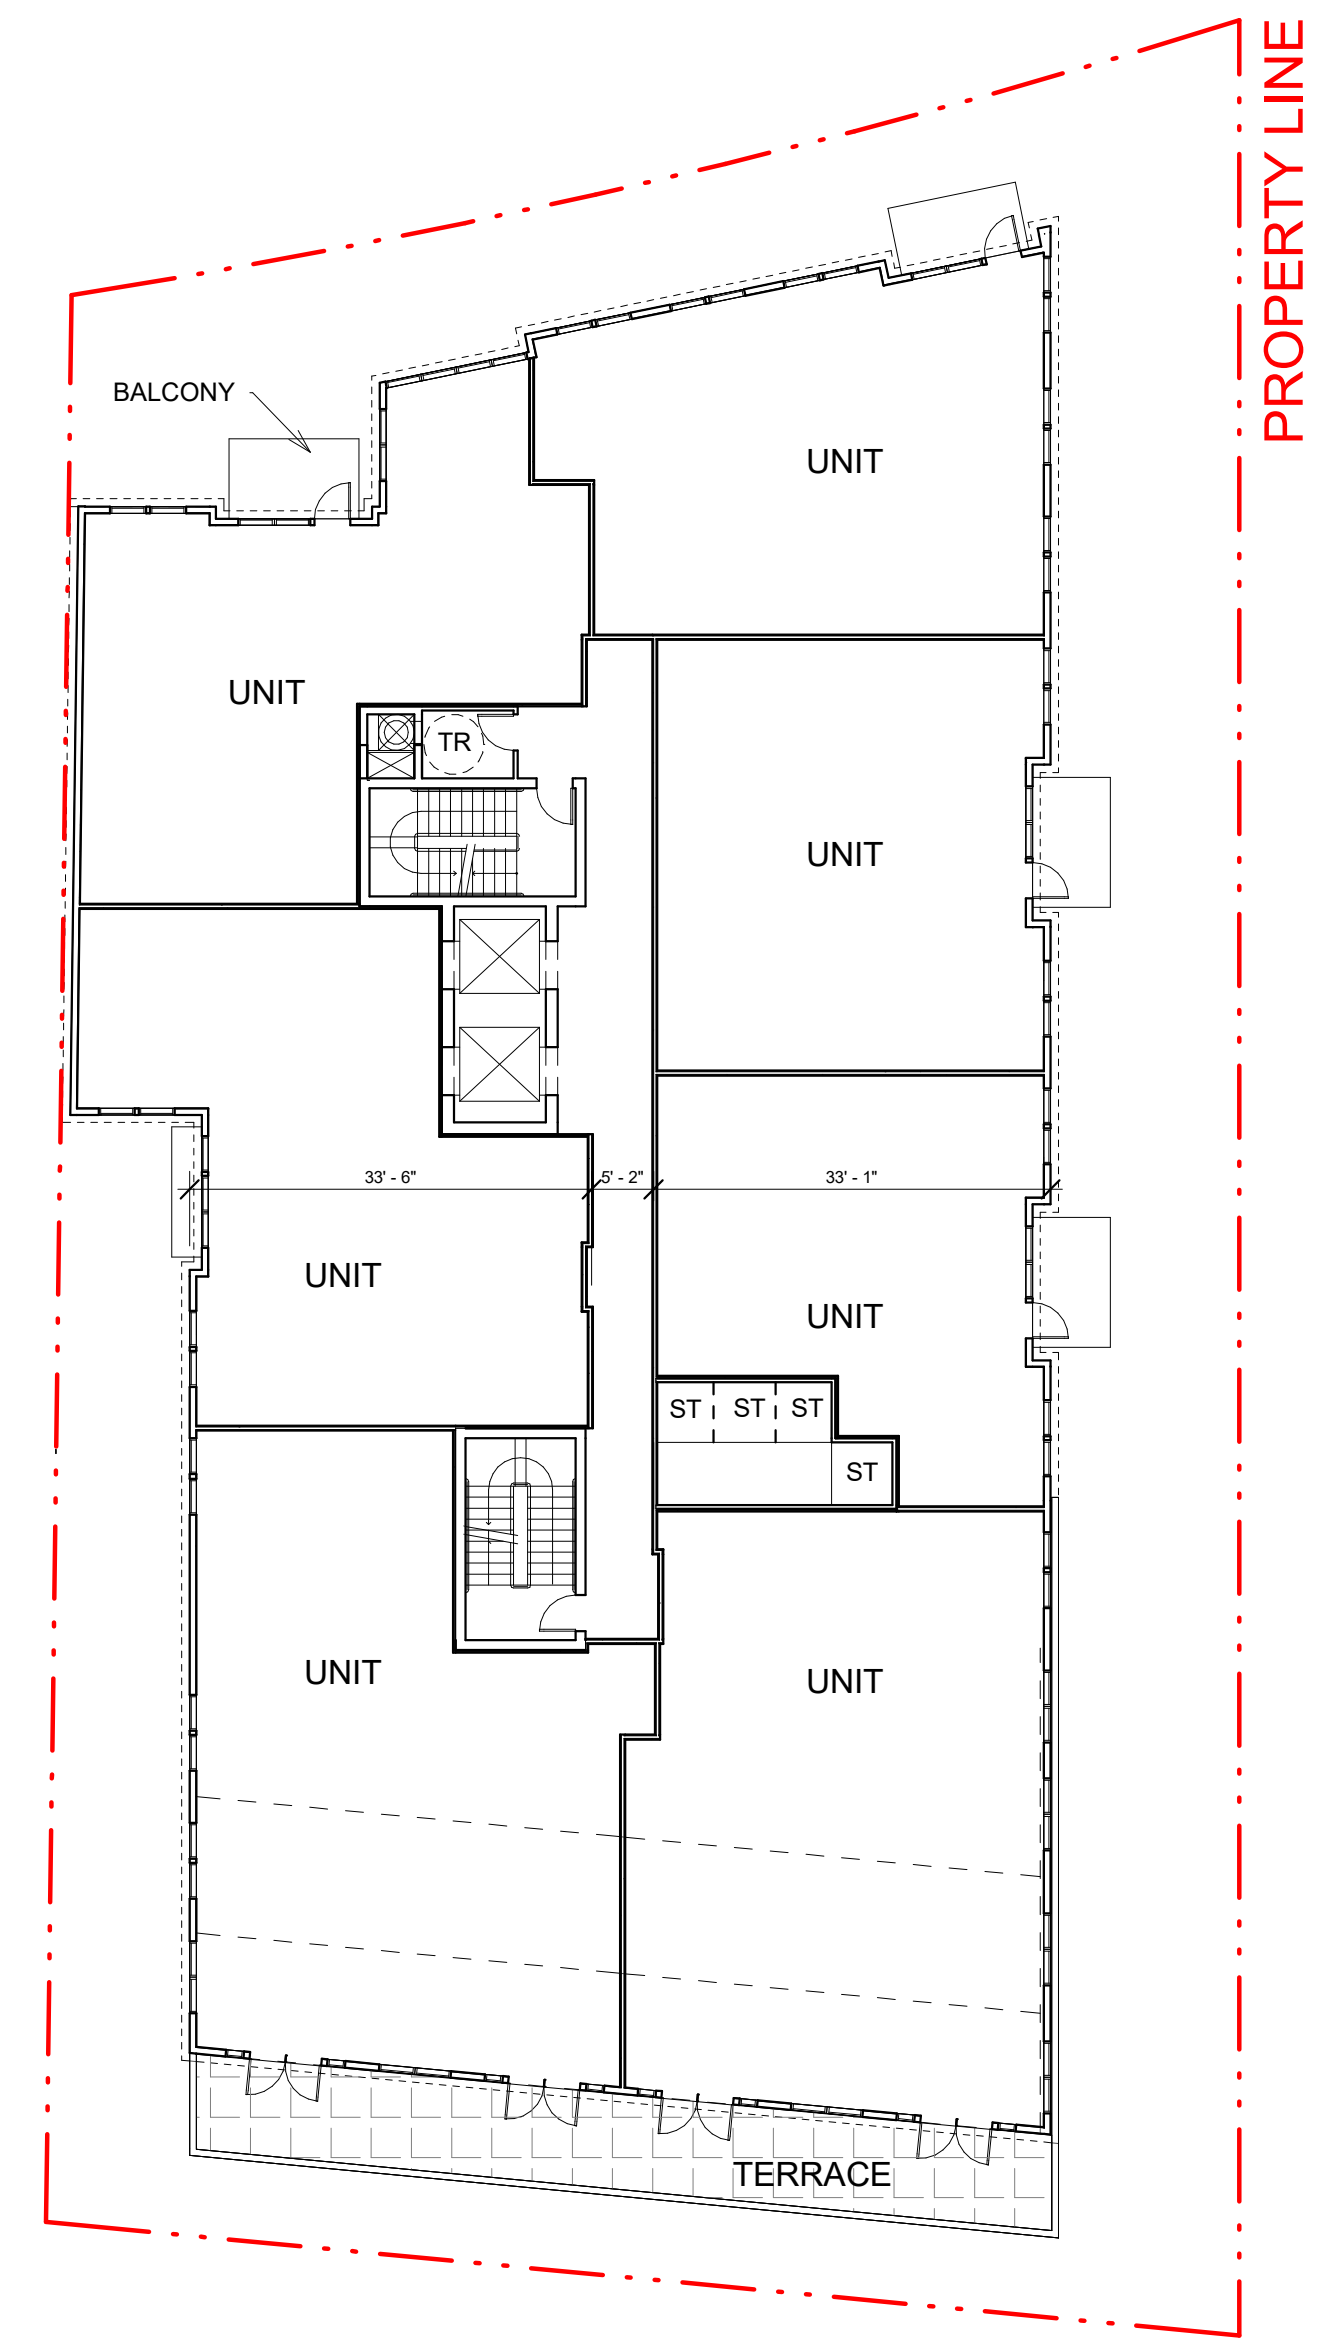 PROPERTY LINE
BALCONY
UNIT
UNIT
TR
UNIT
33' - 6"
5' - 2"
33' - 1"
UNIT
UNIT
ST
ST
ST
ST
UNIT
UNIT
TERRACE